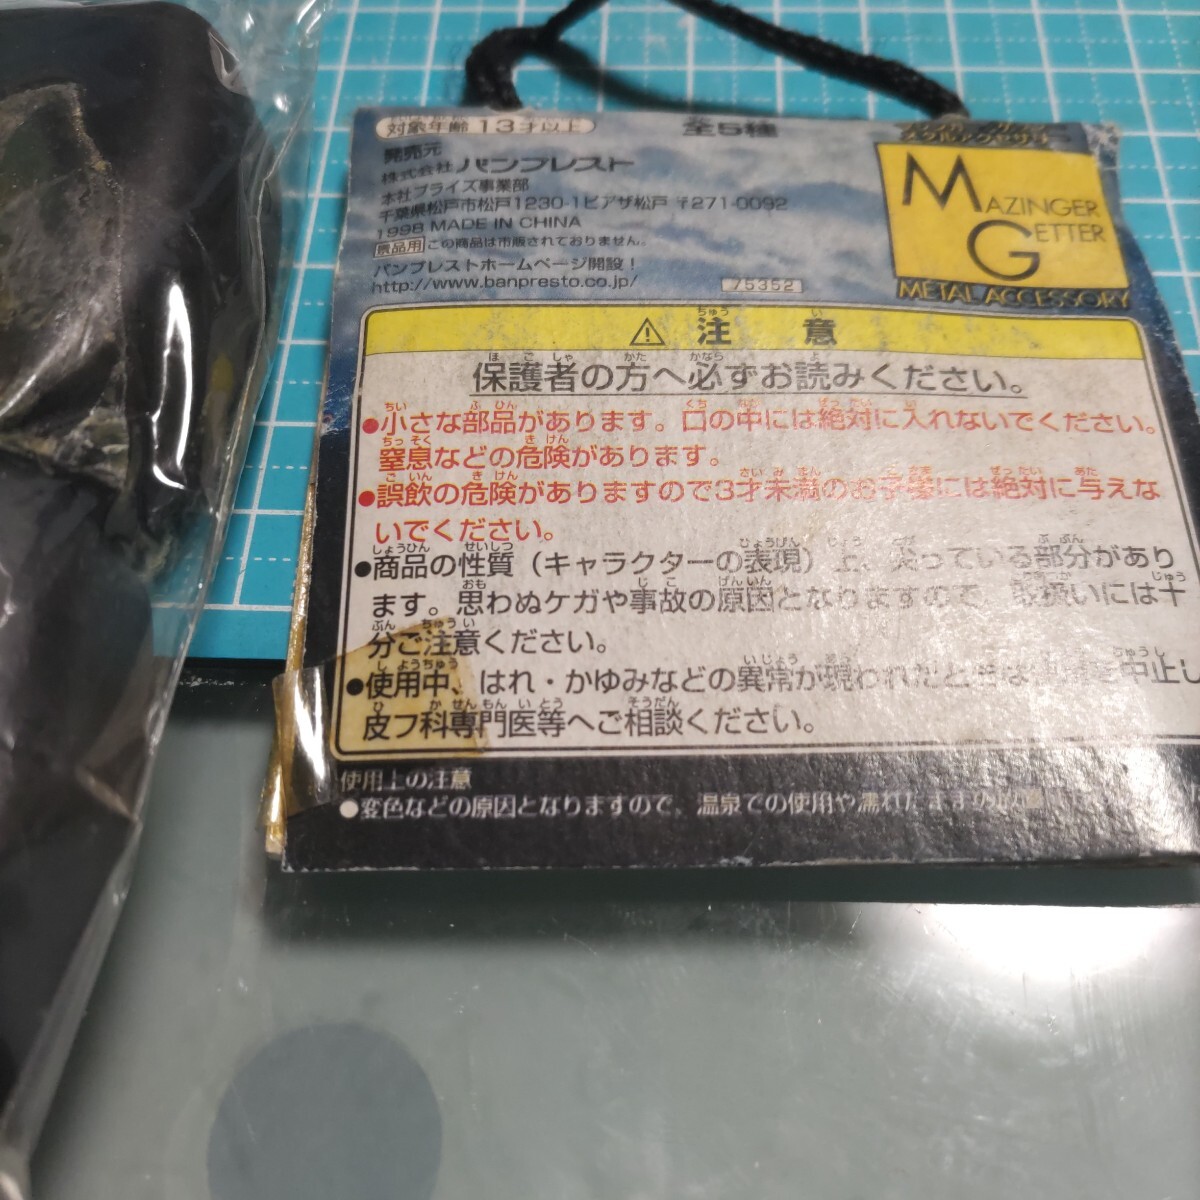 対象年齢 13才以上
全5種
発売元
株式会社 バンプレスト
本社プライズ事業部
千葉県松戸市松戸1230-1ピアザ松戸 〒271-0092
1998 MADE IN CHINA
景品用 この商品は市販されておりません。
バンプレストホームページ開設！
http://www.banpresto.co.jp/
75352
MAZINGER
GETTER
METAL ACCESSORY
⚠ 注意
保護者の方へ必ずお読みください。
●小さな部品があります。口の中には絶対に入れないでください。
窒息などの危険があります。
●誤飲の危険がありますので3才未満のお子様には絶対に与えな
いでください。
●商品の性質（キャラクターの表現）上、尖っている部分があり
ます。思わぬケガや事故の原因となりますので、取扱いには十
分ご注意ください。
●使用中、はれ・かゆみなどの異常が現われたときは 中止し
皮フ科専門医等へご相談ください。
使用上の注意
●変色などの原因となりますので、温泉での使用や濡れたままの